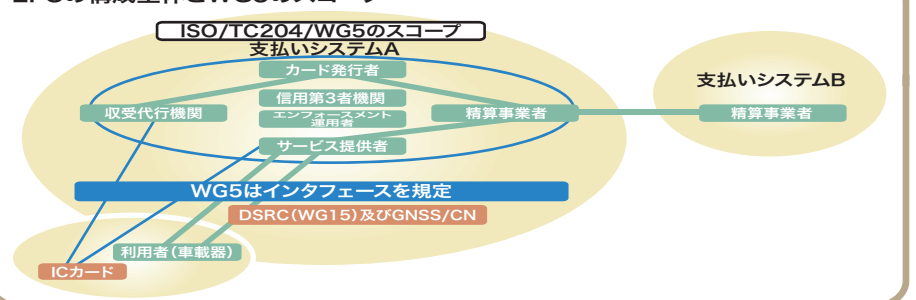 ISO/TC204/WG5のスコープ
支払いシステムA
カード発行者
支払いシステムB
信用第3者機関
収受代行機関
エンフォースメント
運用者
精算事業者
精算事業者
サービス提供者
WG5はインタフェースを規定
DSRC(WG15)及びGNSS/CN
利用者(車載器)
ICカード